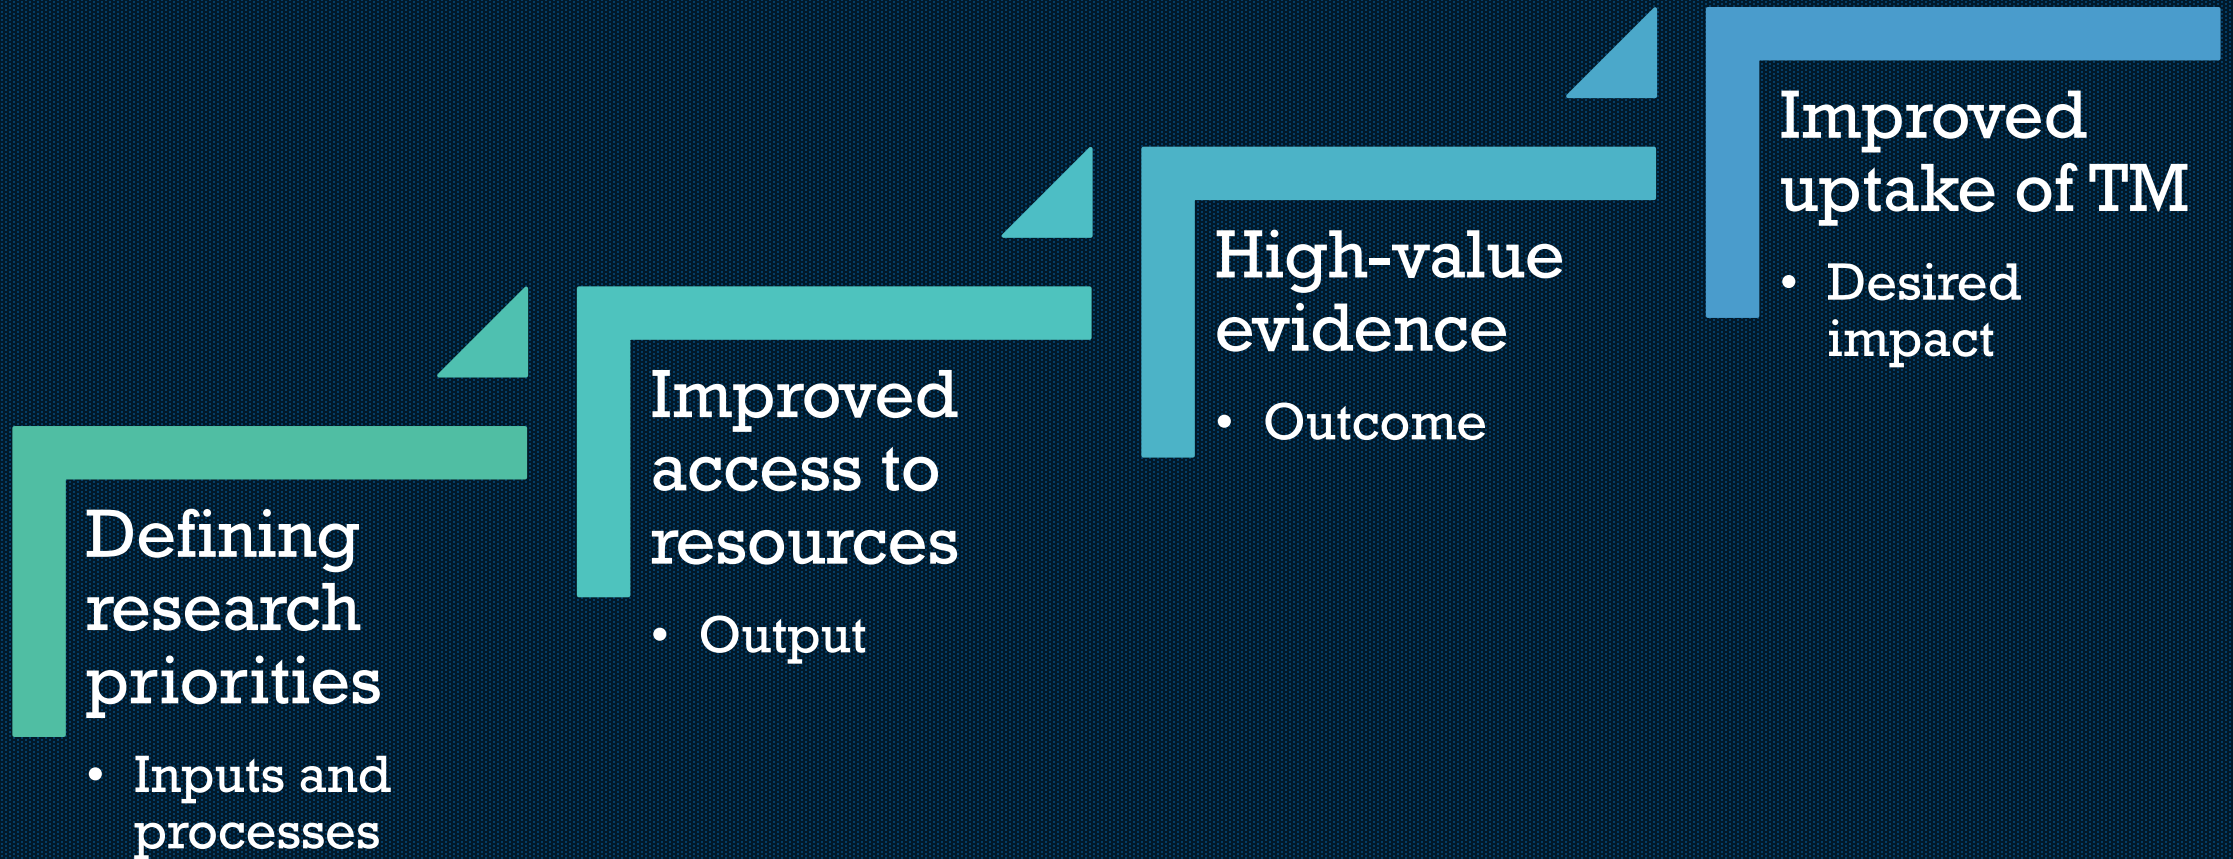 Defining
research
priorities
• Inputs and
processes
Improved
access to
resources
• Output
High-value
evidence
• Outcome
Improved
uptake of TM
• Desired
impact